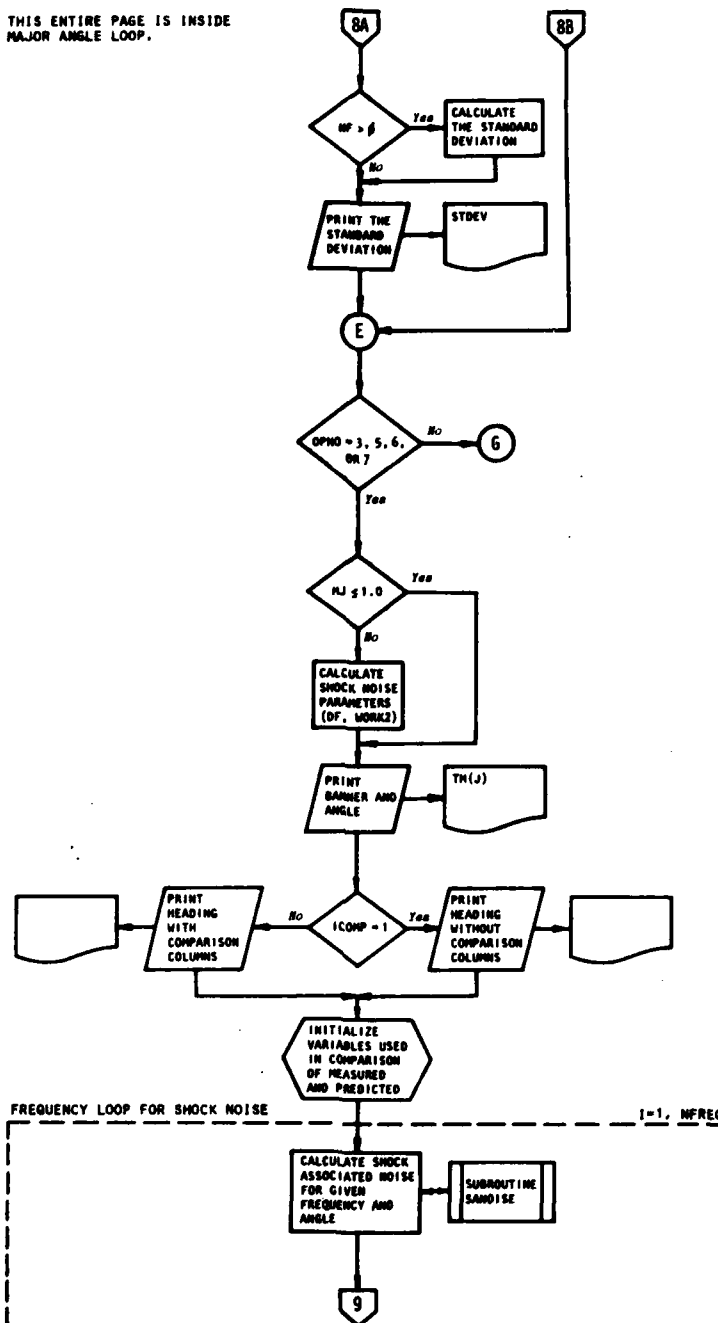 THIS ENTIRE PAGE IS INSIDE
MAJOR ANGLE LOOP.
8A
8B
NF > ϕ
Yes
No
CALCULATE
THE STANDARD
DEVIATION
PRINT THE
STANDARD
DEVIATION
STDEV
E
OPNO = 3, 5, 6,
OR 7
No
G
Yes
MJ ≤ 1.0
Yes
No
CALCULATE
SHOCK NOISE
PARAMETERS
(DF, WORK2)
PRINT
BANNER AND
ANGLE
TH(J)
PRINT
HEADING
WITH
COMPARISON
COLUMNS
No
ICOMP = 1
Yes
PRINT
HEADING
WITHOUT
COMPARISON
COLUMNS
INITIALIZE
VARIABLES USED
IN COMPARISON
OF MEASURED
AND PREDICTED
FREQUENCY LOOP FOR SHOCK NOISE
I=1, NFREQ
CALCULATE SHOCK
ASSOCIATED NOISE
FOR GIVEN
FREQUENCY AND
ANGLE
SUBROUTINE
SANOISE
9